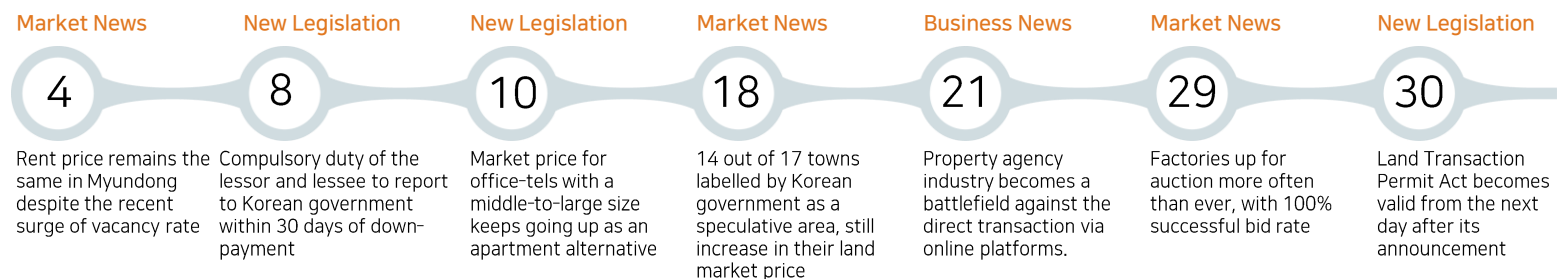 Market News
4
Rent price remains the
same in Myundong
despite the recent
surge of vacancy rate
New Legislation
8
Compulsory duty of the
lessor and lessee to report
to Korean government
within 30 days of down-
payment
New Legislation
10
Market price for
office-tels with a
middle-to-large size
keeps going up as an
apartment alternative
Market News
18
14 out of 17 towns
labelled by Korean
government as a
speculative area, still
increase in their land
market price
Business News
21
Property agency
industry becomes a
battlefield against the
direct transaction via
online platforms.
Market News
29
Factories up for
auction more often
than ever, with 100%
successful bid rate
New Legislation
30
Land Transaction
Permit Act becomes
valid from the next
day after its
announcement